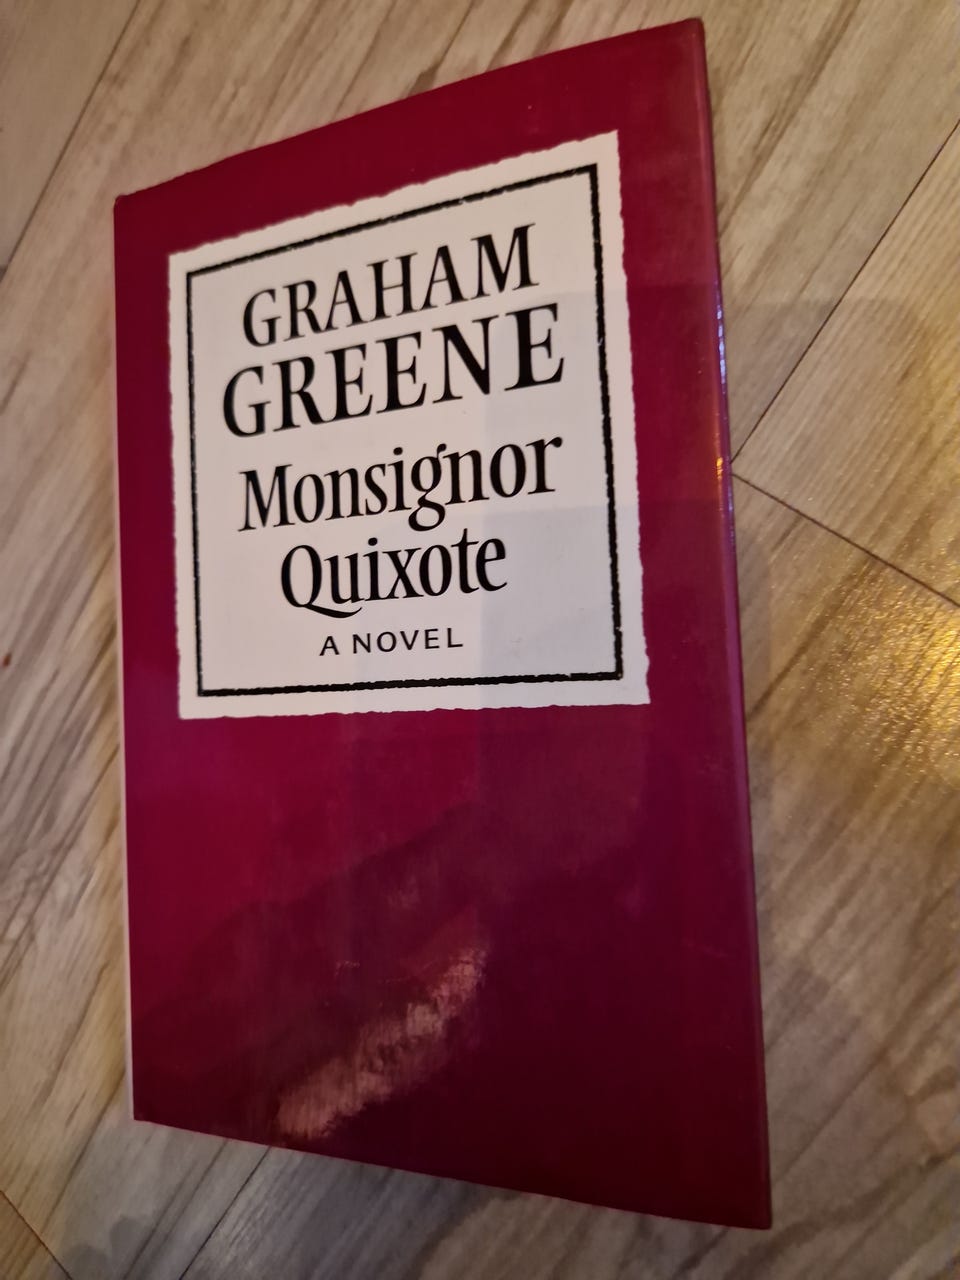 GRAHAM
GREENE
Monsignor
Quixote
A NOVEL